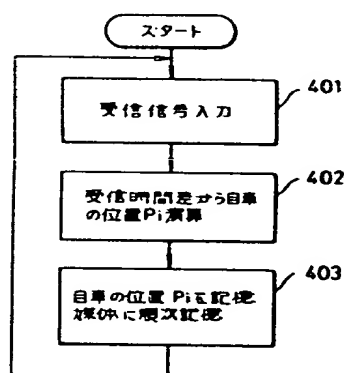 スタート
受信信号入力
401
受信時間差から自車
の位置Pi演算
402
自車の位置Piを記憶
媒体に順次記憶
403